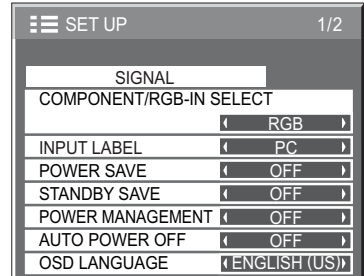 SET UP 1/2
SIGNAL
COMPONENT/RGB-IN SELECT
RGB
INPUT LABEL PC
POWER SAVE OFF
STANDBY SAVE OFF
POWER MANAGEMENT OFF
AUTO POWER OFF OFF
OSD LANGUAGE ENGLISH (US)